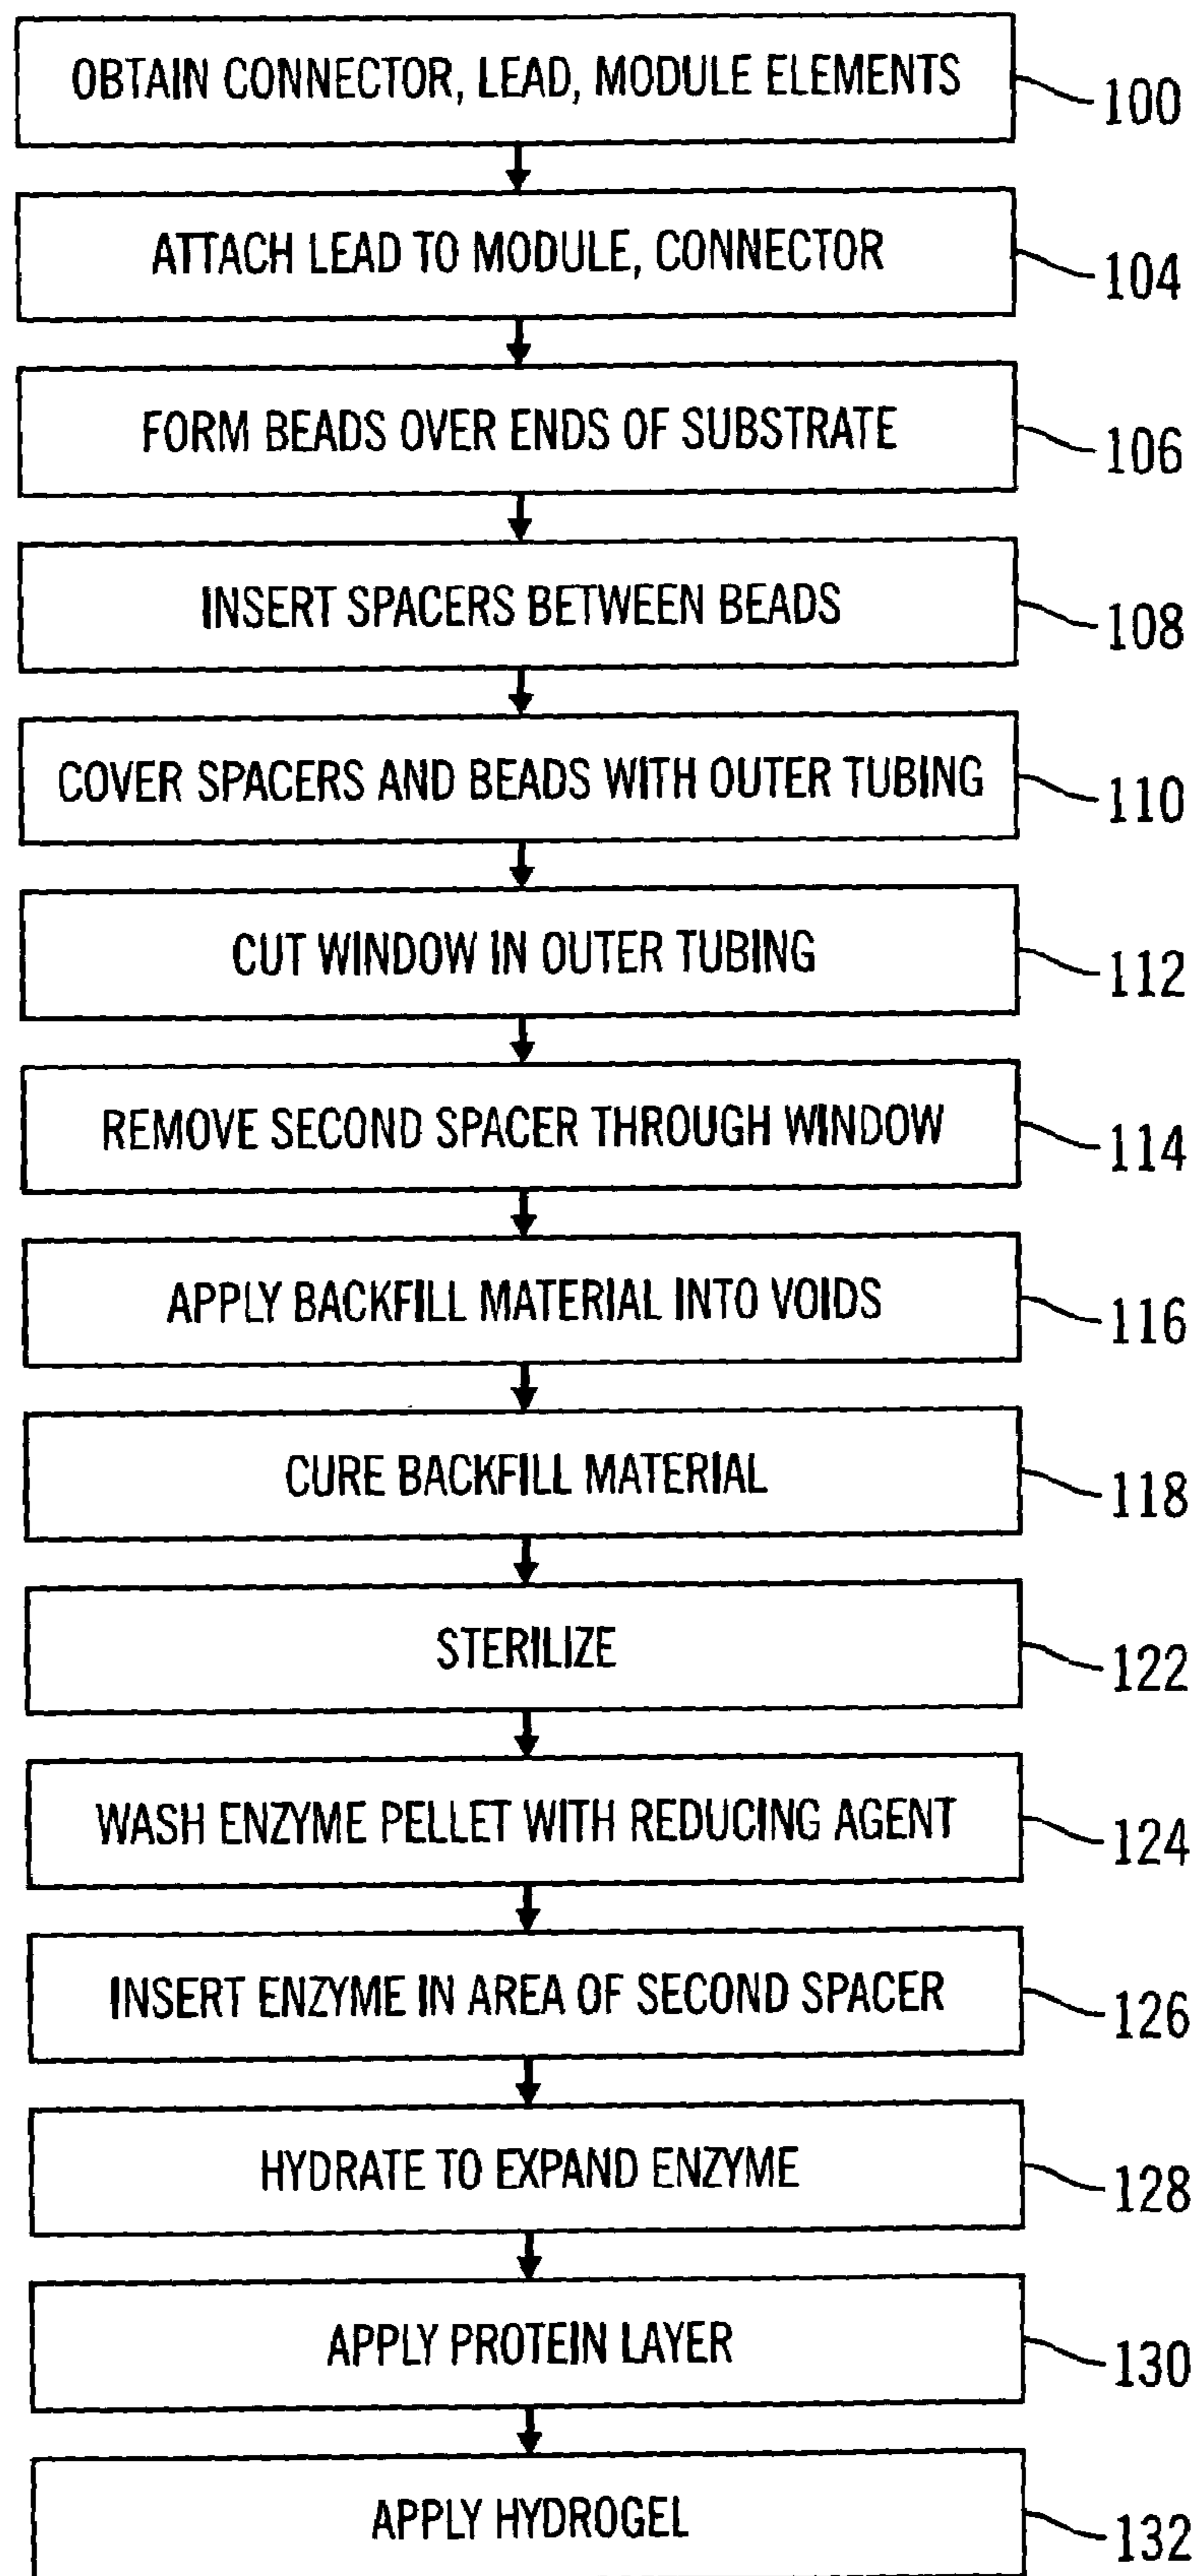 OBTAIN CONNECTOR, LEAD, MODULE ELEMENTS 100
ATTACH LEAD TO MODULE, CONNECTOR 104
FORM BEADS OVER ENDS OF SUBSTRATE 106
INSERT SPACERS BETWEEN BEADS 108
COVER SPACERS AND BEADS WITH OUTER TUBING 110
CUT WINDOW IN OUTER TUBING 112
REMOVE SECOND SPACER THROUGH WINDOW 114
APPLY BACKFILL MATERIAL INTO VOIDS 116
CURE BACKFILL MATERIAL 118
STERILIZE 122
WASH ENZYME PELLET WITH REDUCING AGENT 124
INSERT ENZYME IN AREA OF SECOND SPACER 126
HYDRATE TO EXPAND ENZYME 128
APPLY PROTEIN LAYER 130
APPLY HYDROGEL 132